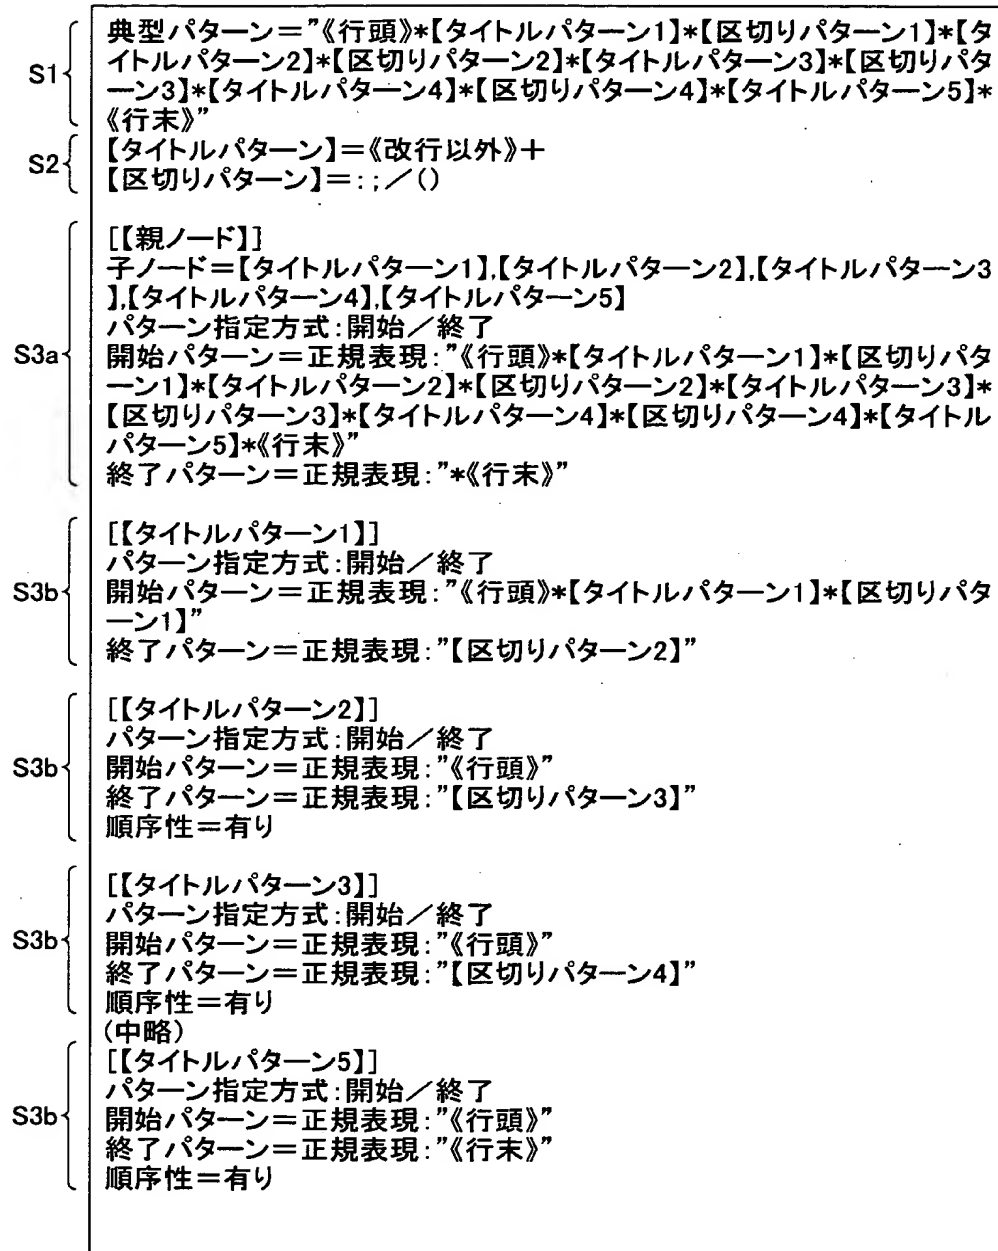 S1
典型パターン＝"《行頭》*【タイトルパターン1】*【区切りパターン1】*【タ
イトルパターン2】*【区切りパターン2】*【タイトルパターン3】*【区切りパタ
ーン3】*【タイトルパターン4】*【区切りパターン4】*【タイトルパターン5】*
《行末》"
S2
【タイトルパターン】＝《改行以外》＋
【区切りパターン】＝：；／（）
S3a
[【親ノード】]
子ノード＝【タイトルパターン1】,【タイトルパターン2】,【タイトルパターン3
】,【タイトルパターン4】,【タイトルパターン5】
パターン指定方式：開始／終了
開始パターン＝正規表現："《行頭》*【タイトルパターン1】*【区切りパタ
ーン1】*【タイトルパターン2】*【区切りパターン2】*【タイトルパターン3】*
【区切りパターン3】*【タイトルパターン4】*【区切りパターン4】*【タイトル
パターン5】*《行末》"
終了パターン＝正規表現："*《行末》"
S3b
[【タイトルパターン1】]
パターン指定方式：開始／終了
開始パターン＝正規表現："《行頭》*【タイトルパターン1】*【区切りパタ
ーン1】"
終了パターン＝正規表現："【区切りパターン2】"
S3b
[【タイトルパターン2】]
パターン指定方式：開始／終了
開始パターン＝正規表現："《行頭》"
終了パターン＝正規表現："【区切りパターン3】"
順序性＝有り
S3b
[【タイトルパターン3】]
パターン指定方式：開始／終了
開始パターン＝正規表現："《行頭》"
終了パターン＝正規表現："【区切りパターン4】"
順序性＝有り
（中略）
S3b
[【タイトルパターン5】]
パターン指定方式：開始／終了
開始パターン＝正規表現："《行頭》"
終了パターン＝正規表現："《行末》"
順序性＝有り